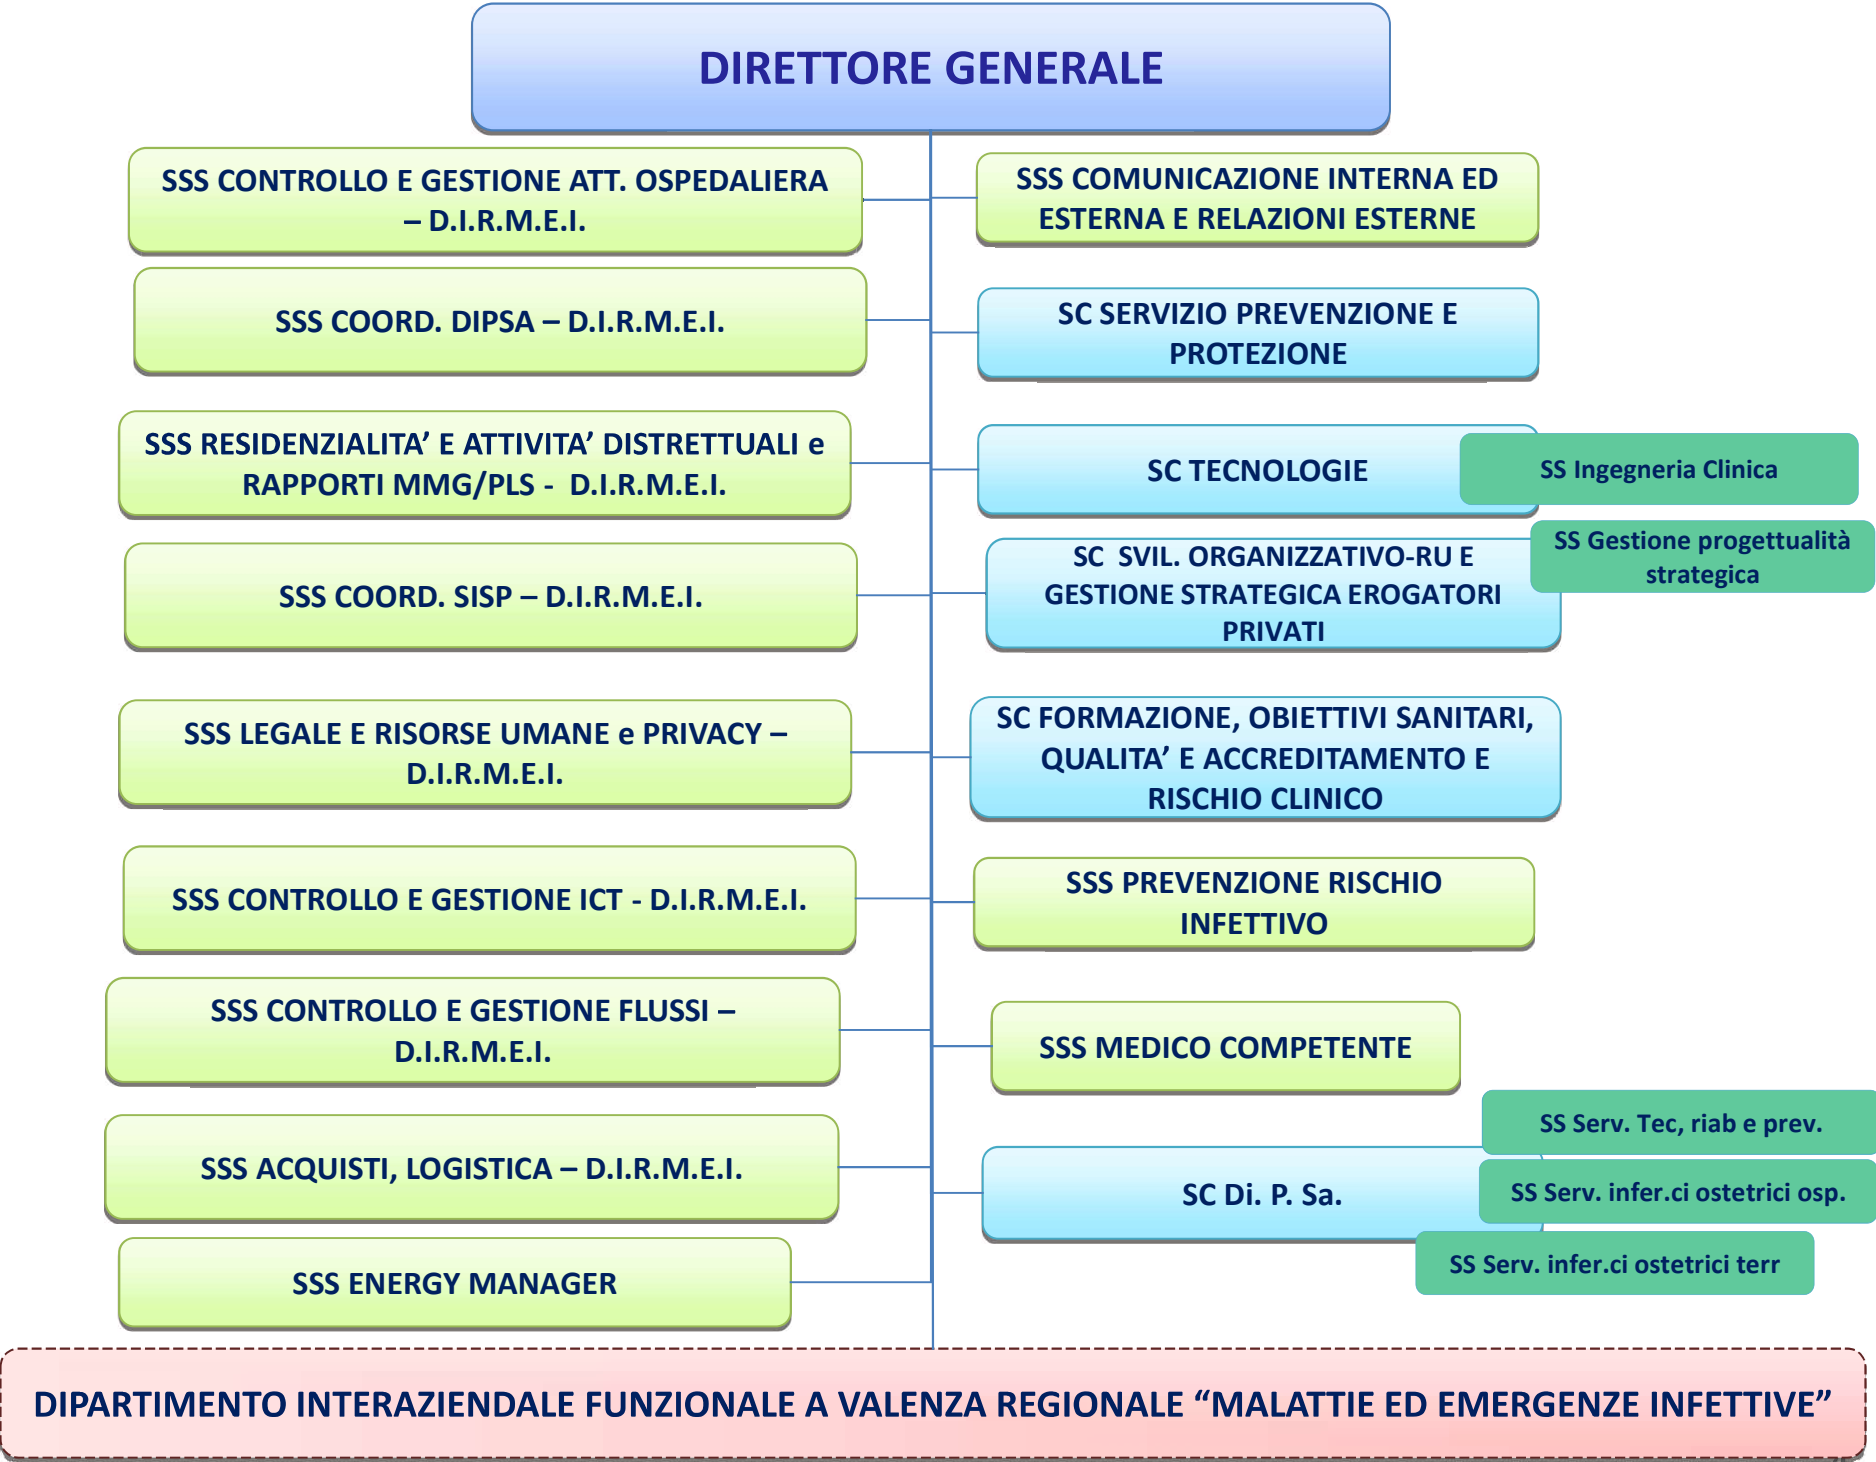 DIRETTORE GENERALE
SSS CONTROLLO E GESTIONE ATT. OSPEDALIERA
– D.I.R.M.E.I.
SSS COORD. DIPSA – D.I.R.M.E.I.
SSS RESIDENZIALITA’ E ATTIVITA’ DISTRETTUALI e
RAPPORTI MMG/PLS - D.I.R.M.E.I.
SSS COORD. SISP – D.I.R.M.E.I.
SSS LEGALE E RISORSE UMANE e PRIVACY –
D.I.R.M.E.I.
SSS CONTROLLO E GESTIONE ICT - D.I.R.M.E.I.
SSS CONTROLLO E GESTIONE FLUSSI –
D.I.R.M.E.I.
SSS ACQUISTI, LOGISTICA – D.I.R.M.E.I.
SSS ENERGY MANAGER
SSS COMUNICAZIONE INTERNA ED
ESTERNA E RELAZIONI ESTERNE
SC SERVIZIO PREVENZIONE E
PROTEZIONE
SC TECNOLOGIE
SS Ingegneria Clinica
SC SVIL. ORGANIZZATIVO-RU E
GESTIONE STRATEGICA EROGATORI
PRIVATI
SS Gestione progettualità
strategica
SC FORMAZIONE, OBIETTIVI SANITARI,
QUALITA’ E ACCREDITAMENTO E
RISCHIO CLINICO
SSS PREVENZIONE RISCHIO
INFETTIVO
SSS MEDICO COMPETENTE
SC Di. P. Sa.
SS Serv. Tec, riab e prev.
SS Serv. infer.ci ostetrici osp.
SS Serv. infer.ci ostetrici terr
DIPARTIMENTO INTERAZIENDALE FUNZIONALE A VALENZA REGIONALE “MALATTIE ED EMERGENZE INFETTIVE”